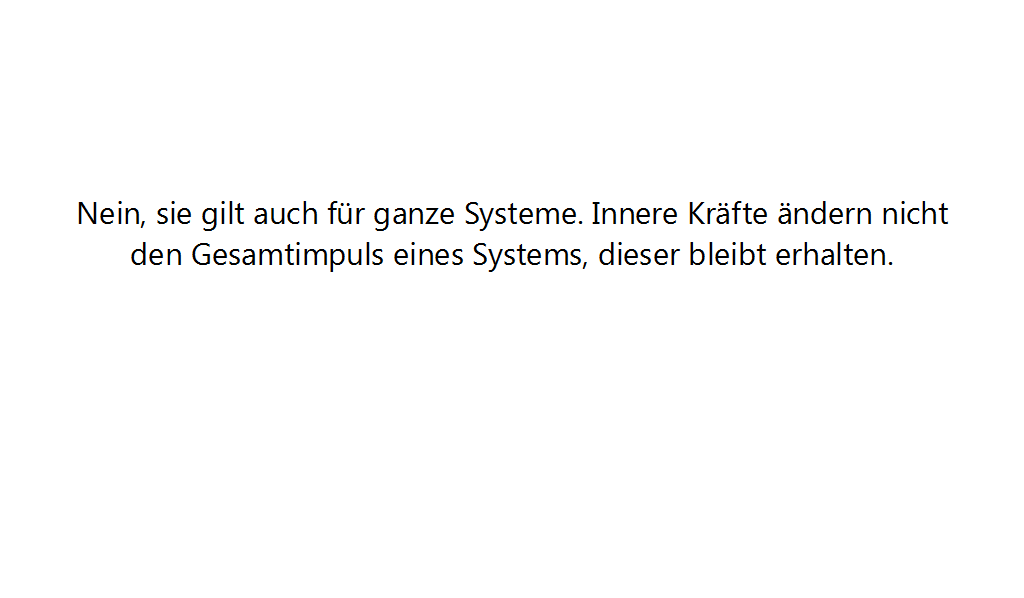 Nein, sie gilt auch für ganze Systeme. Innere Kräfte ändern nicht
den Gesamtimpuls eines Systems, dieser bleibt erhalten.